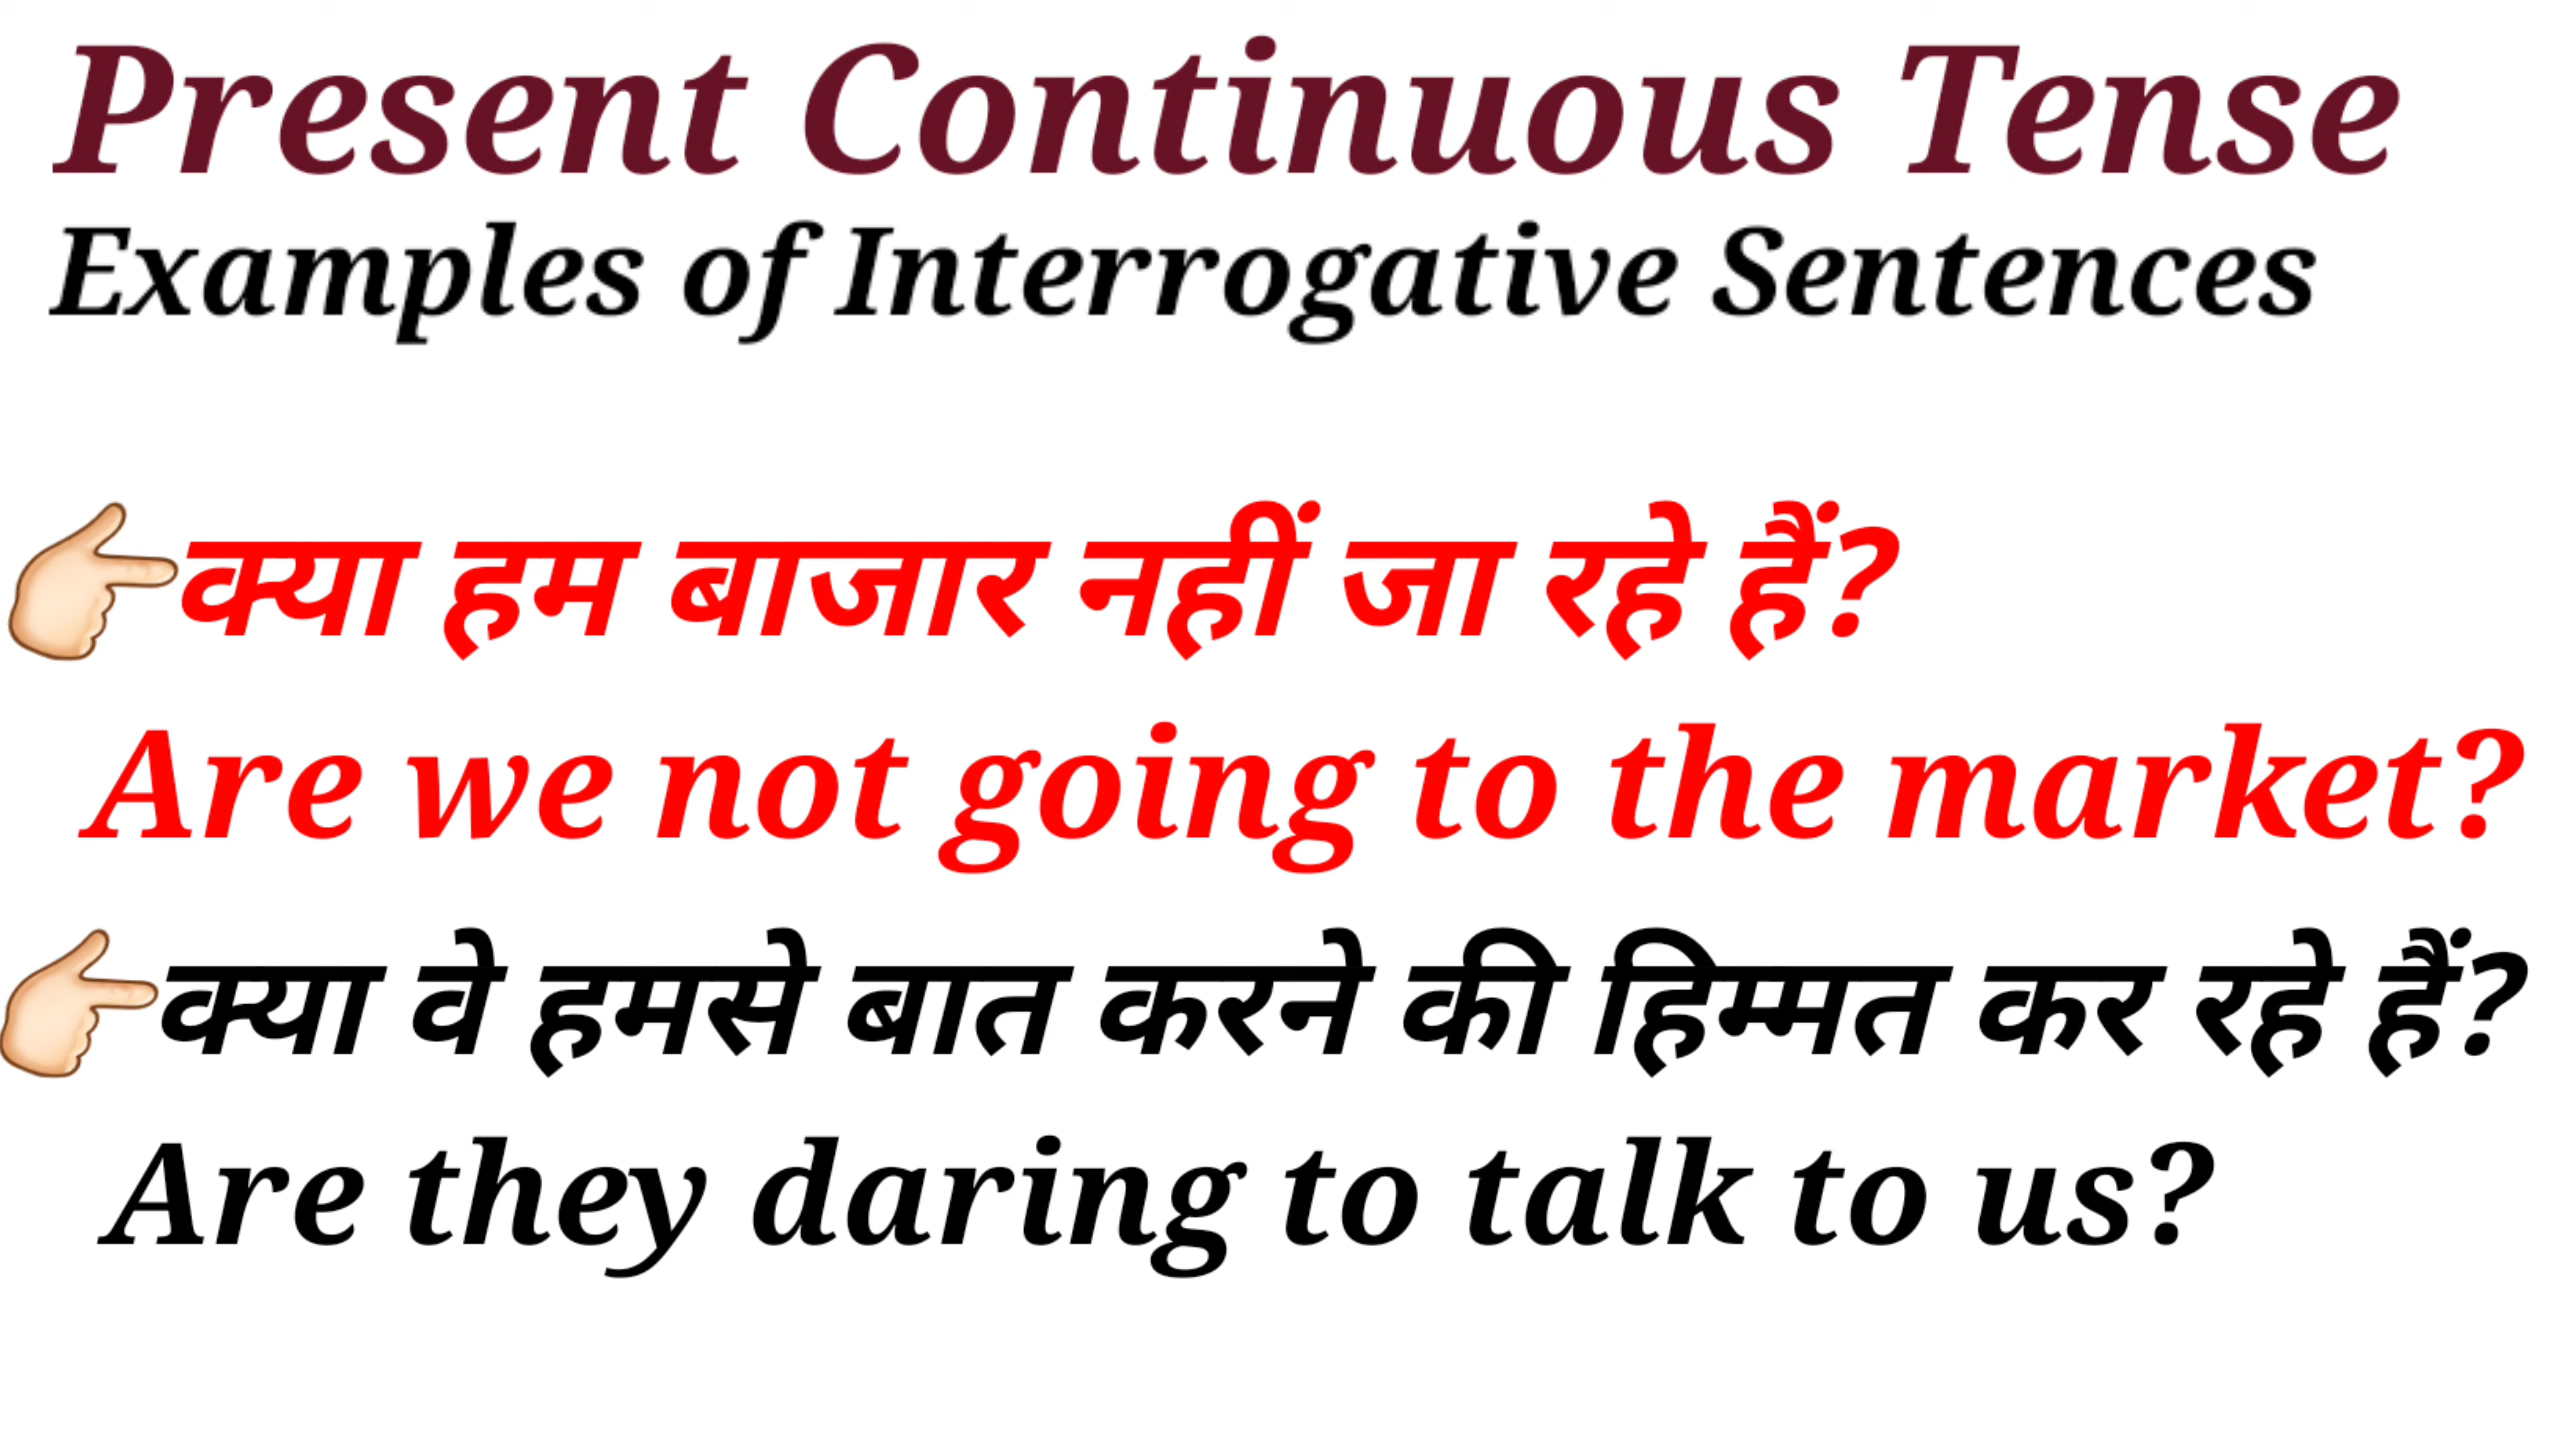 Present Continuous Tense
Examples of Interrogative Sentences
👉क्या हम बाजार नहीं जा रहे हैं?
Are we not going to the market?
👉क्या वे हमसे बात करने की हिम्मत कर रहे हैं?
Are they daring to talk to us?